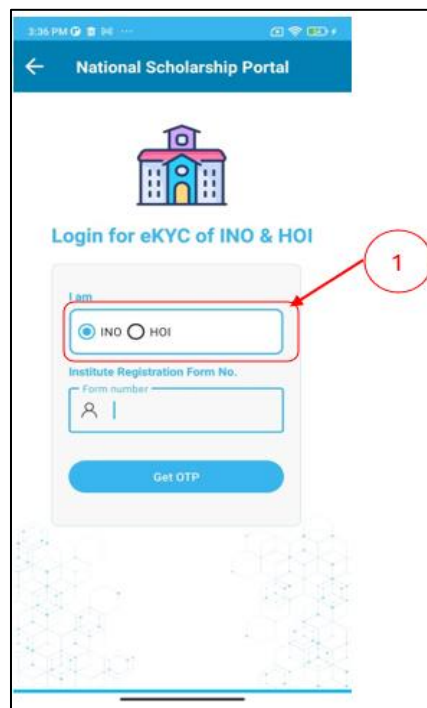 3:36 PM
National Scholarship Portal
Login for eKYC of INO & HOI
1
I am
INO HOI
Institute Registration Form No.
Form number
Get OTP